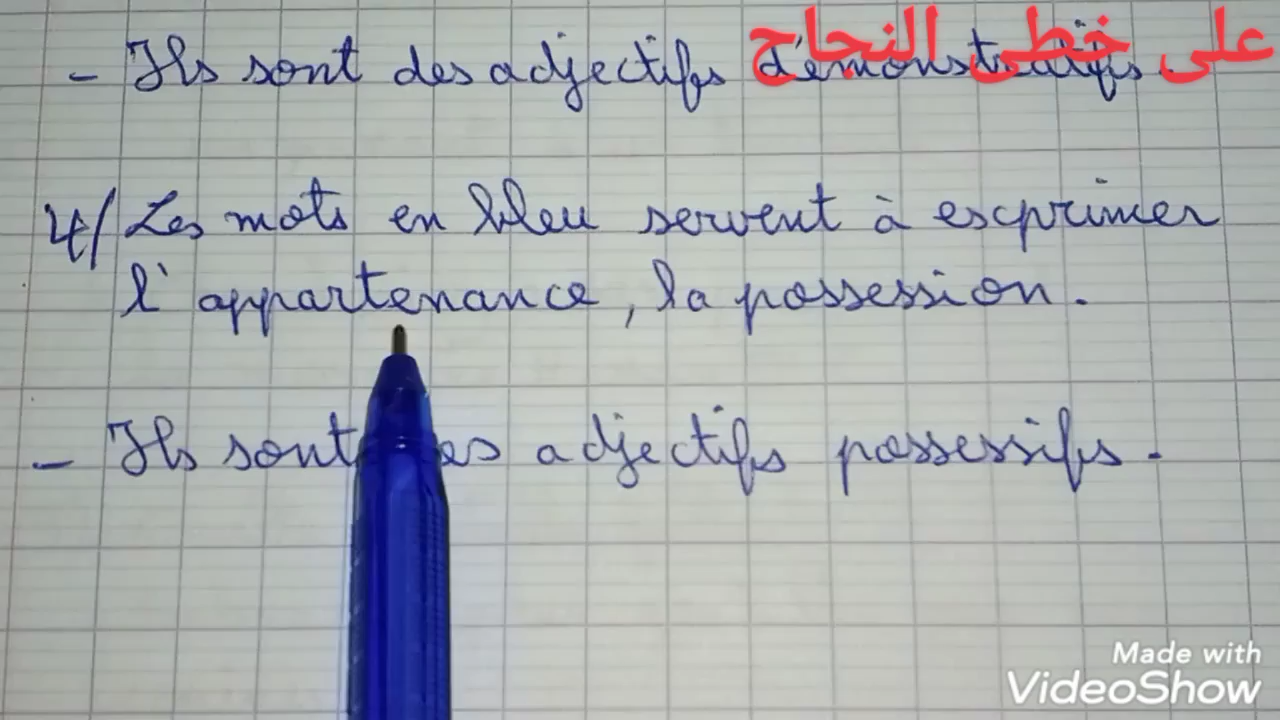 على خطى النجاح
- Ils sont des adjectifs démonstratifs.
4/ Les mots en bleu servent à exprimer
l'appartenance, la possession.
- Ils sont des adjectifs possessifs.
Made with
VideoShow